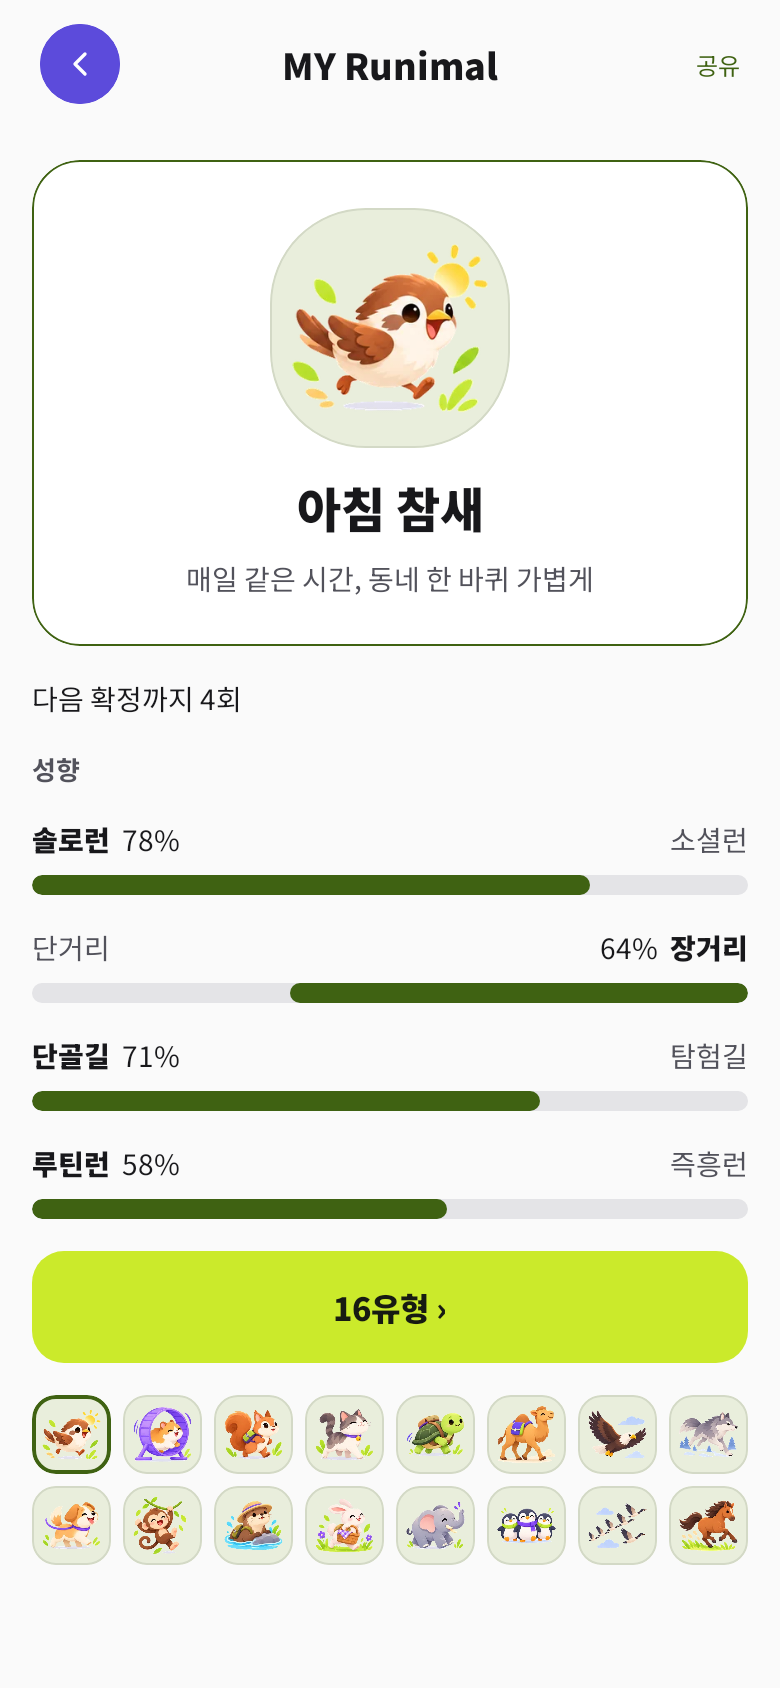 MY Runimal
공유
아침 참새
매일 같은 시간, 동네 한 바퀴 가볍게
다음 확정까지 4회
성향
솔로런 78% 소셜런
단거리 64% 장거리
단골길 71% 탐험길
루틴런 58% 즉흥런
16유형 ›